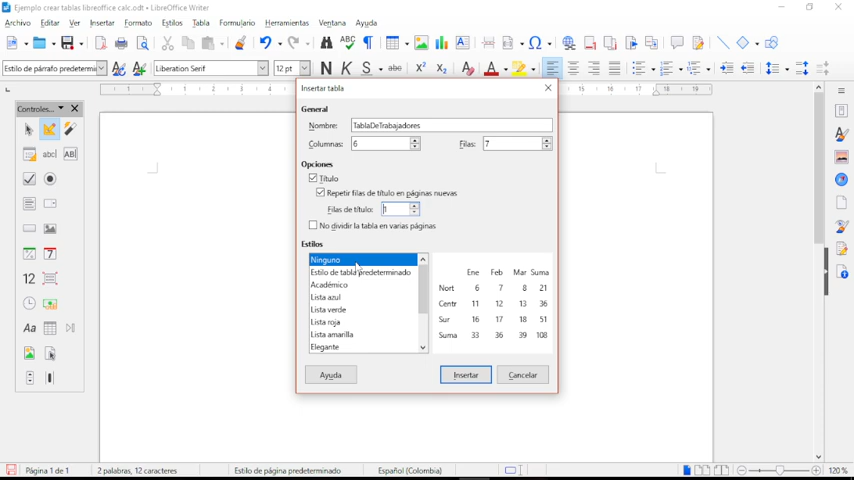 Ejemplo crear tablas libreoffice calc.odt • LibreOffice Writer
Archivo Editar Ver Insertar Formato Estilos Tabla Formulario Herramientas Ventana Ayuda
Estilo de párrafo predetermin Liberation Serif 12 pt N K S abc X² X₂
Controles...
Insertar tabla
General
Nombre: TablaDeTrabajadores
Columnas: 6 Filas: 7
Opciones
Título
Repetir filas de título en páginas nuevas
Filas de título: 1
No dividir la tabla en varias páginas
Estilos
Ninguno
Estilo de tabla predeterminado
Académico
Lista azul
Lista verde
Lista roja
Lista amarilla
Elegante
Ene Feb Mar Suma
Nort 6 7 8 21
Centr 11 12 13 36
Sur 16 17 18 51
Suma 33 36 39 108
Ayuda Insertar Cancelar
Página 1 de 1 2 palabras, 12 caracteres Estilo de página predeterminado Español (Colombia) 120 %